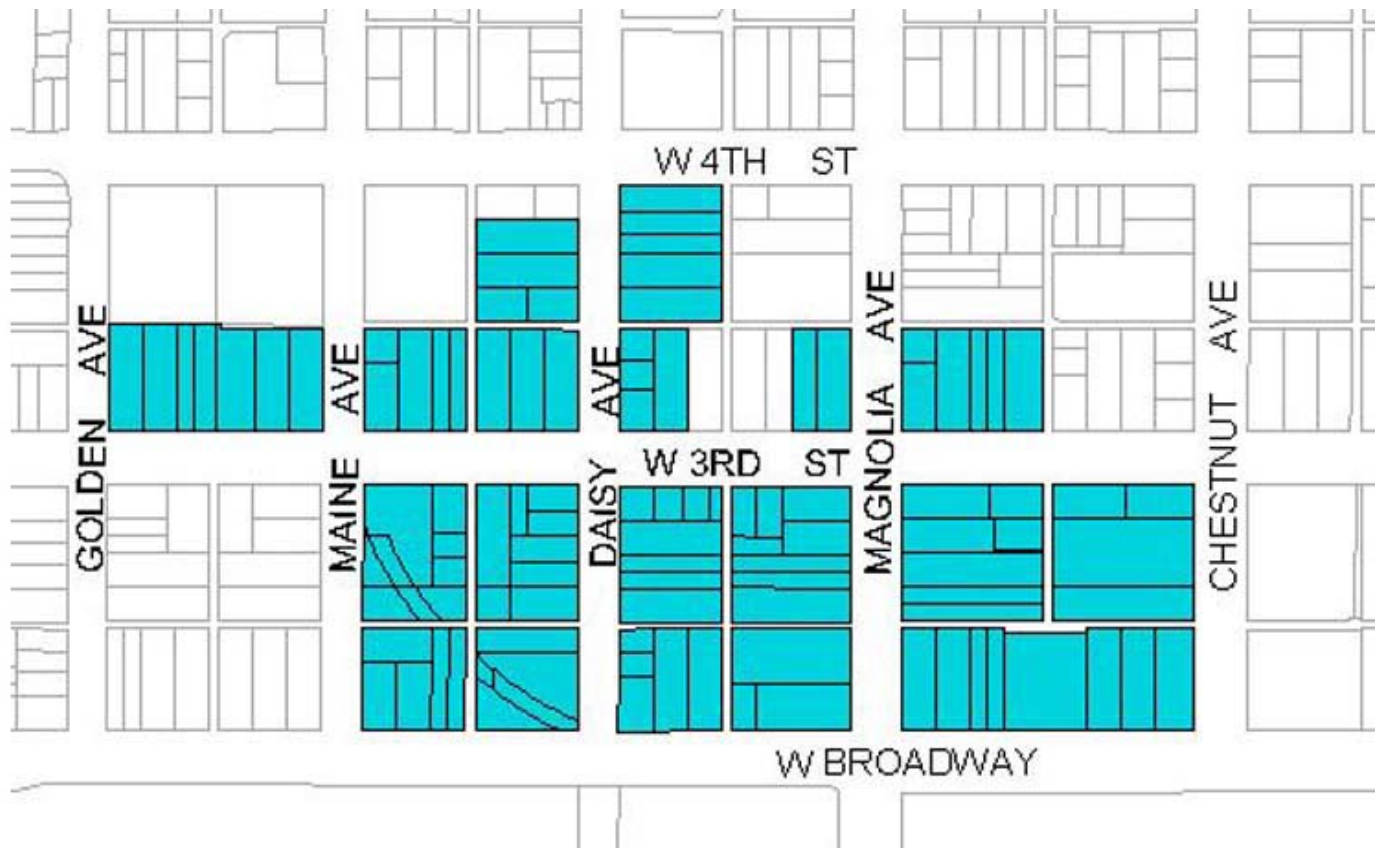 W 4TH ST
GOLDEN AVE
MAINE AVE
DAISY AVE
MAGNOLIA AVE
CHESTNUT AVE
W 3RD ST
W BROADWAY